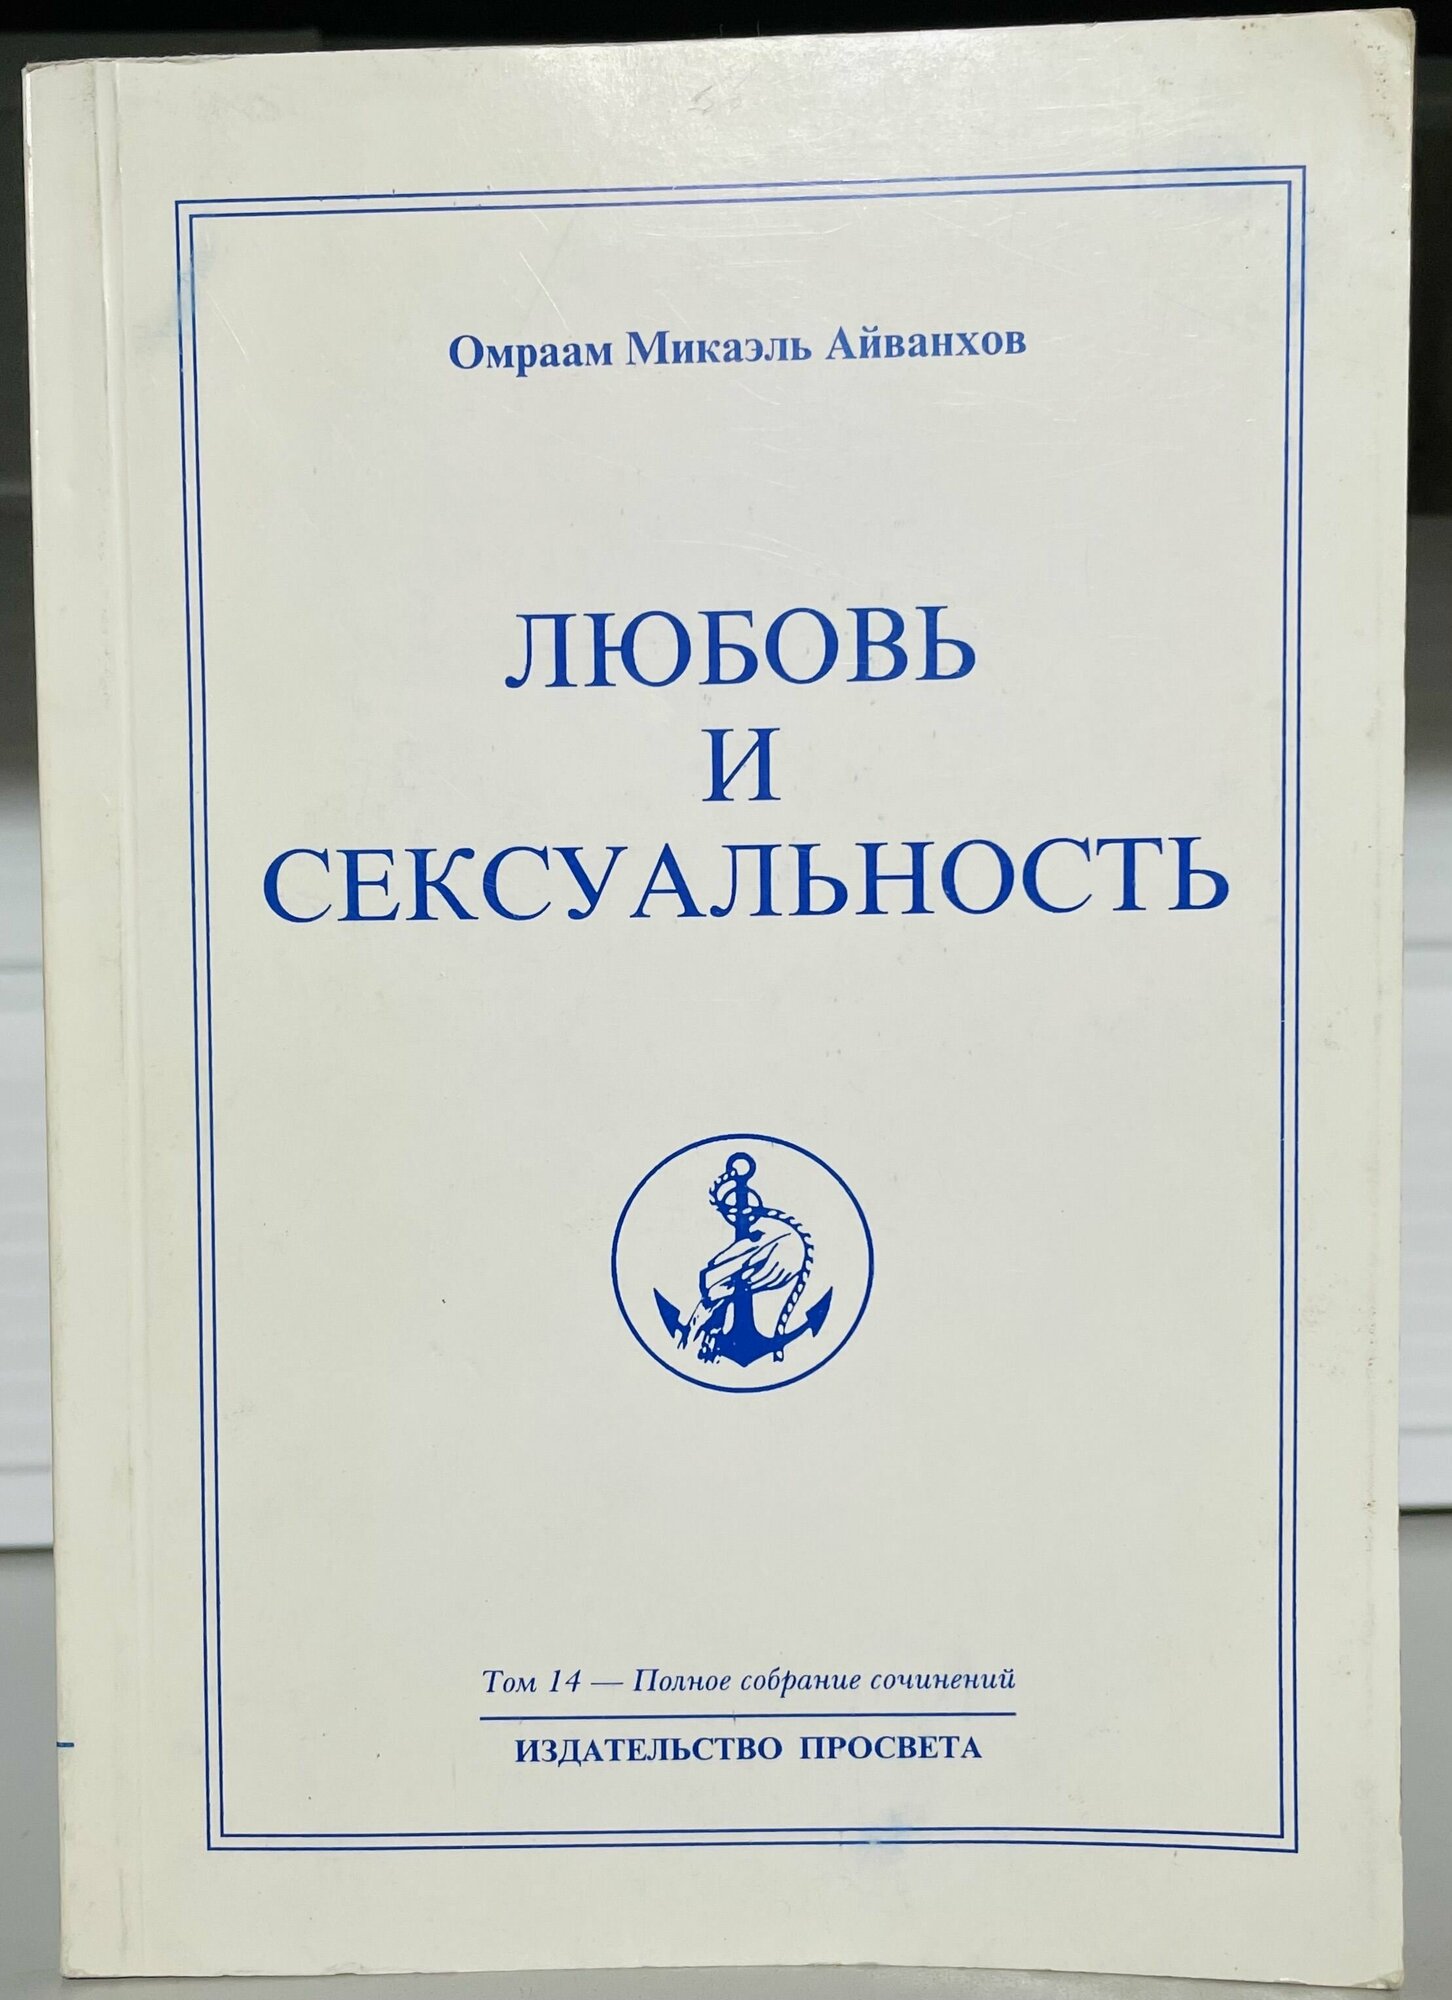 Омраам Микаэль Айванхов
ЛЮБОВЬ
И
СЕКСУАЛЬНОСТЬ
Том 14 — Полное собрание сочинений
ИЗДАТЕЛЬСТВО ПРОСВЕТА